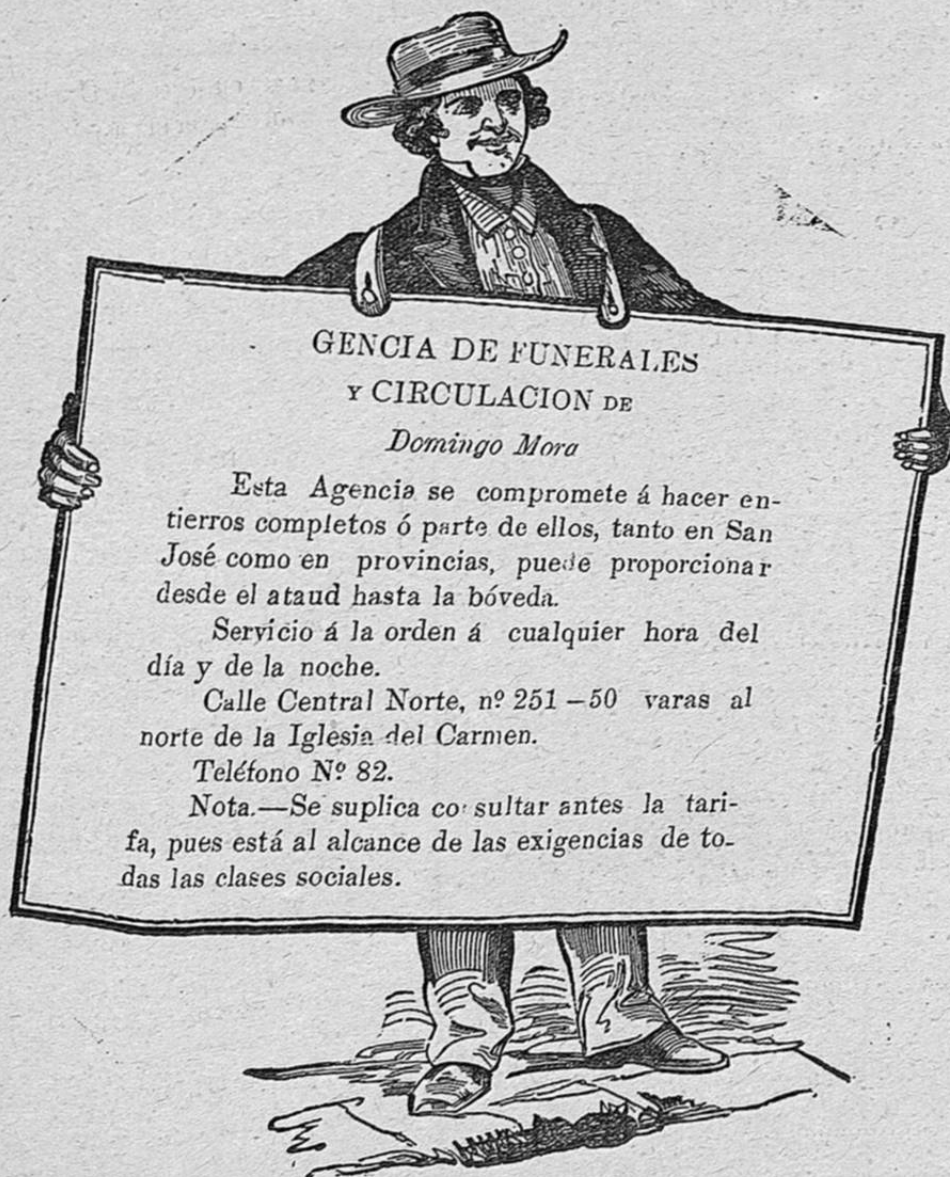 GENCIA DE FUNERALES
Y CIRCULACION DE
Domingo Mora
Esta Agencia se compromete á hacer en-
tierros completos ó parte de ellos, tanto en San
José como en provincias, puede proporcionar
desde el ataud hasta la bóveda.
Servicio á la orden á cualquier hora del
día y de la noche.
Calle Central Norte, nº 251–50 varas al
norte de la Iglesia del Carmen.
Teléfono Nº 82.
Nota.—Se suplica co sultar antes la tari-
fa, pues está al alcance de las exigencias de to-
das las clases sociales.